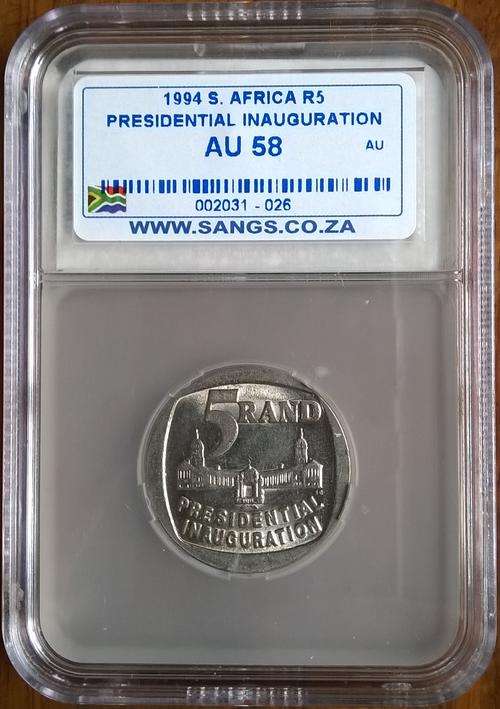 1994 S. AFRICA R5
PRESIDENTIAL INAUGURATION
AU 58
AU
002031 - 026
WWW.SANGS.CO.ZA
5 RAND
PRESIDENTIAL
INAUGURATION